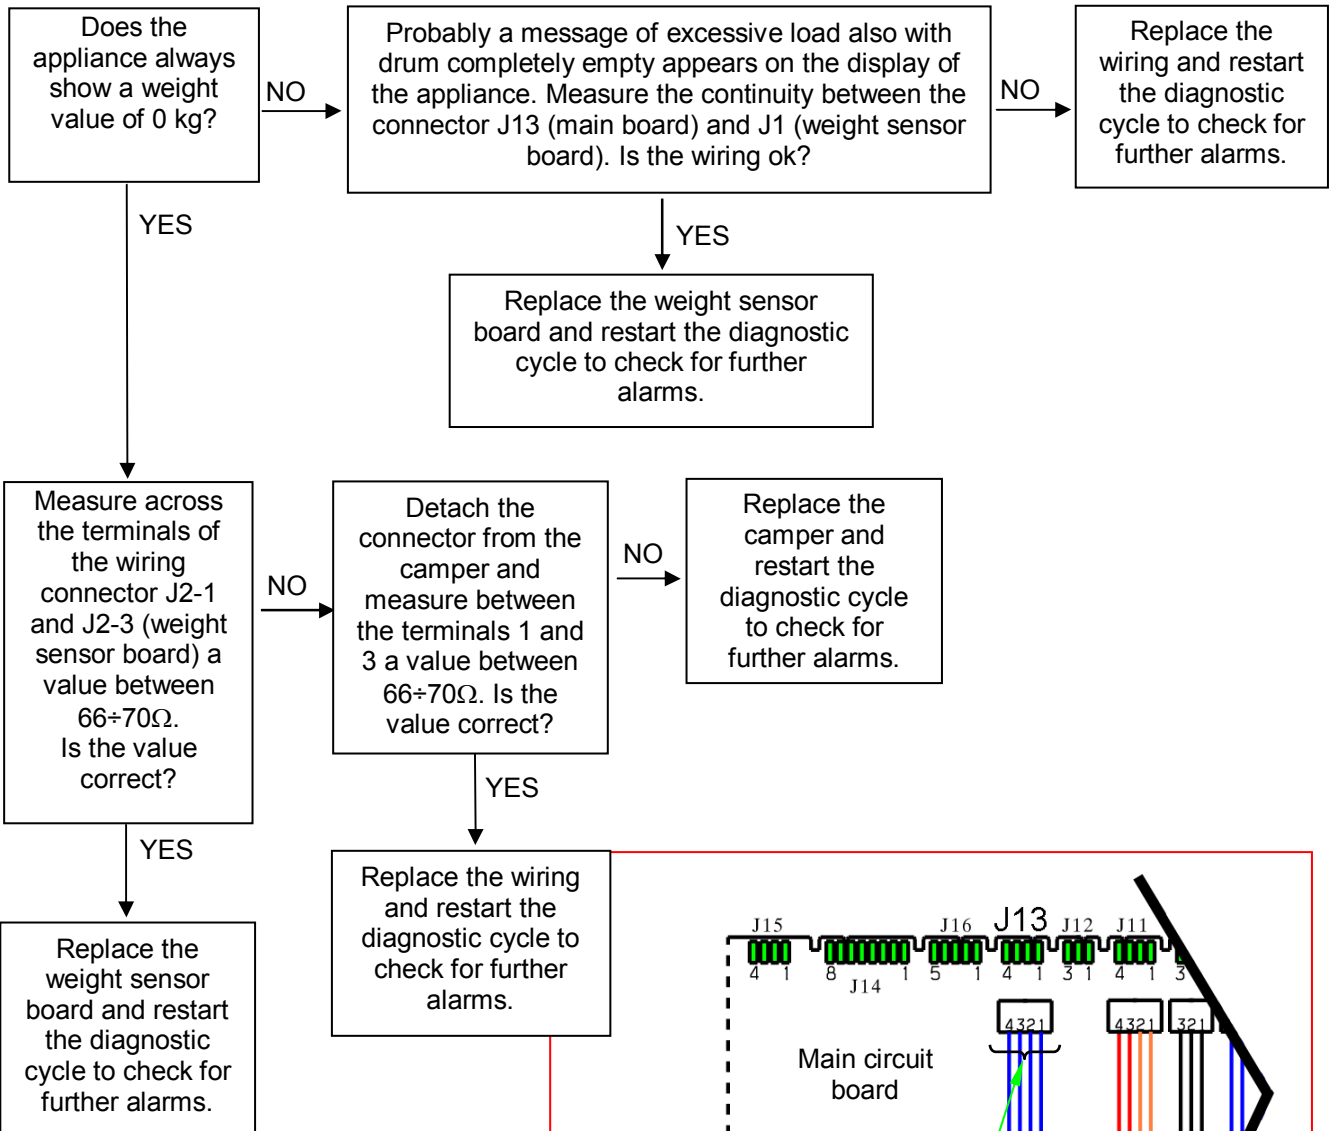 Does the
appliance always
show a weight
value of 0 kg?
NO
Probably a message of excessive load also with
drum completely empty appears on the display of
the appliance. Measure the continuity between the
connector J13 (main board) and J1 (weight sensor
board). Is the wiring ok?
NO
Replace the
wiring and restart
the diagnostic
cycle to check for
further alarms.
YES
YES
Replace the weight sensor
board and restart the diagnostic
cycle to check for further
alarms.
Measure across
the terminals of
the wiring
connector J2-1
and J2-3 (weight
sensor board) a
value between
66÷70Ω.
Is the value
correct?
NO
Detach the
connector from the
camper and
measure between
the terminals 1 and
3 a value between
66÷70Ω. Is the
value correct?
NO
Replace the
camper and
restart the
diagnostic cycle
to check for
further alarms.
YES
YES
Replace the
weight sensor
board and restart
the diagnostic
cycle to check for
further alarms.
Replace the wiring
and restart the
diagnostic cycle to
check for further
alarms.
J15 J16 J13 J12 J11
4 1 8 1 5 1 4 1 3 1 4 1 3
J14
4321 4321 321
Main circuit
board